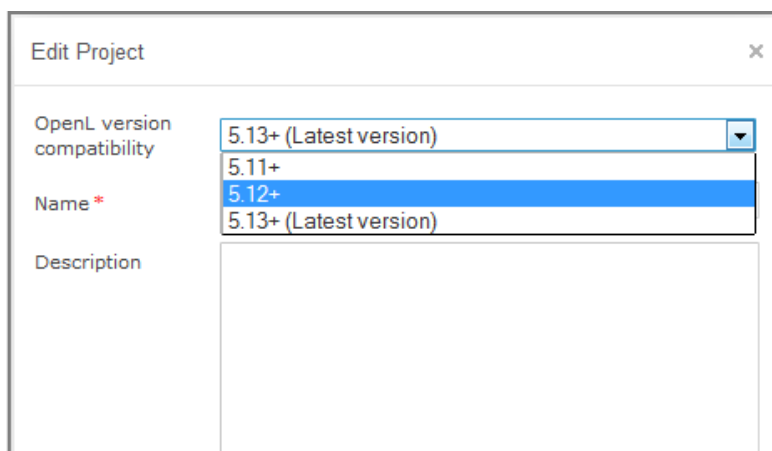 Edit Project
×
OpenL version
compatibility
5.13+ (Latest version)
5.11+
5.12+
5.13+ (Latest version)
Name *
Description